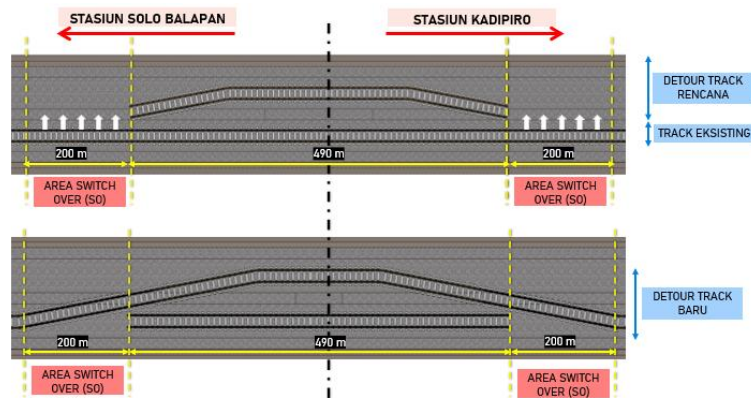 STASIUN SOLO BALAPAN
STASIUN KADIPIRO
DETOUR TRACK
RENCANA
TRACK EKSISTING
200 m
490 m
200 m
AREA SWITCH
OVER (SO)
AREA SWITCH
OVER (SO)
DETOUR TRACK
BARU
200 m
490 m
200 m
AREA SWITCH
OVER (SO)
AREA SWITCH
OVER (SO)